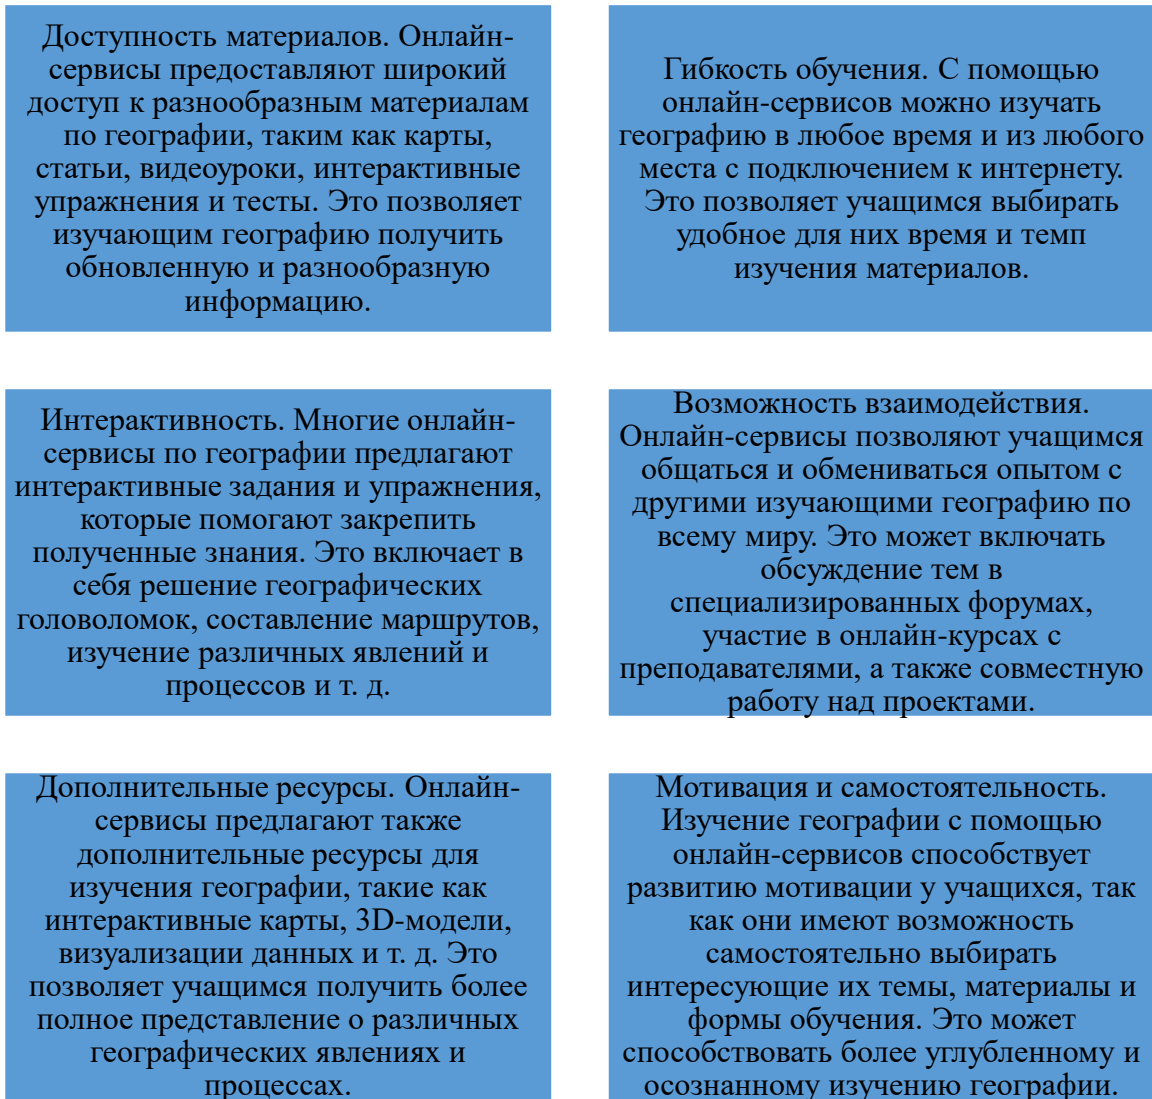 Доступность материалов. Онлайн-
сервисы предоставляют широкий
доступ к разнообразным материалам
по географии, таким как карты,
статьи, видеоуроки, интерактивные
упражнения и тесты. Это позволяет
изучающим географию получить
обновленную и разнообразную
информацию.
Гибкость обучения. С помощью
онлайн-сервисов можно изучать
географию в любое время и из любого
места с подключением к интернету.
Это позволяет учащимся выбирать
удобное для них время и темп
изучения материалов.
Интерактивность. Многие онлайн-
сервисы по географии предлагают
интерактивные задания и упражнения,
которые помогают закрепить
полученные знания. Это включает в
себя решение географических
головоломок, составление маршрутов,
изучение различных явлений и
процессов и т. д.
Возможность взаимодействия.
Онлайн-сервисы позволяют учащимся
общаться и обмениваться опытом с
другими изучающими географию по
всему миру. Это может включать
обсуждение тем в
специализированных форумах,
участие в онлайн-курсах с
преподавателями, а также совместную
работу над проектами.
Дополнительные ресурсы. Онлайн-
сервисы предлагают также
дополнительные ресурсы для
изучения географии, такие как
интерактивные карты, 3D-модели,
визуализации данных и т. д. Это
позволяет учащимся получить более
полное представление о различных
географических явлениях и
процессах.
Мотивация и самостоятельность.
Изучение географии с помощью
онлайн-сервисов способствует
развитию мотивации у учащихся, так
как они имеют возможность
самостоятельно выбирать
интересующие их темы, материалы и
формы обучения. Это может
способствовать более углубленному и
осознанному изучению географии.